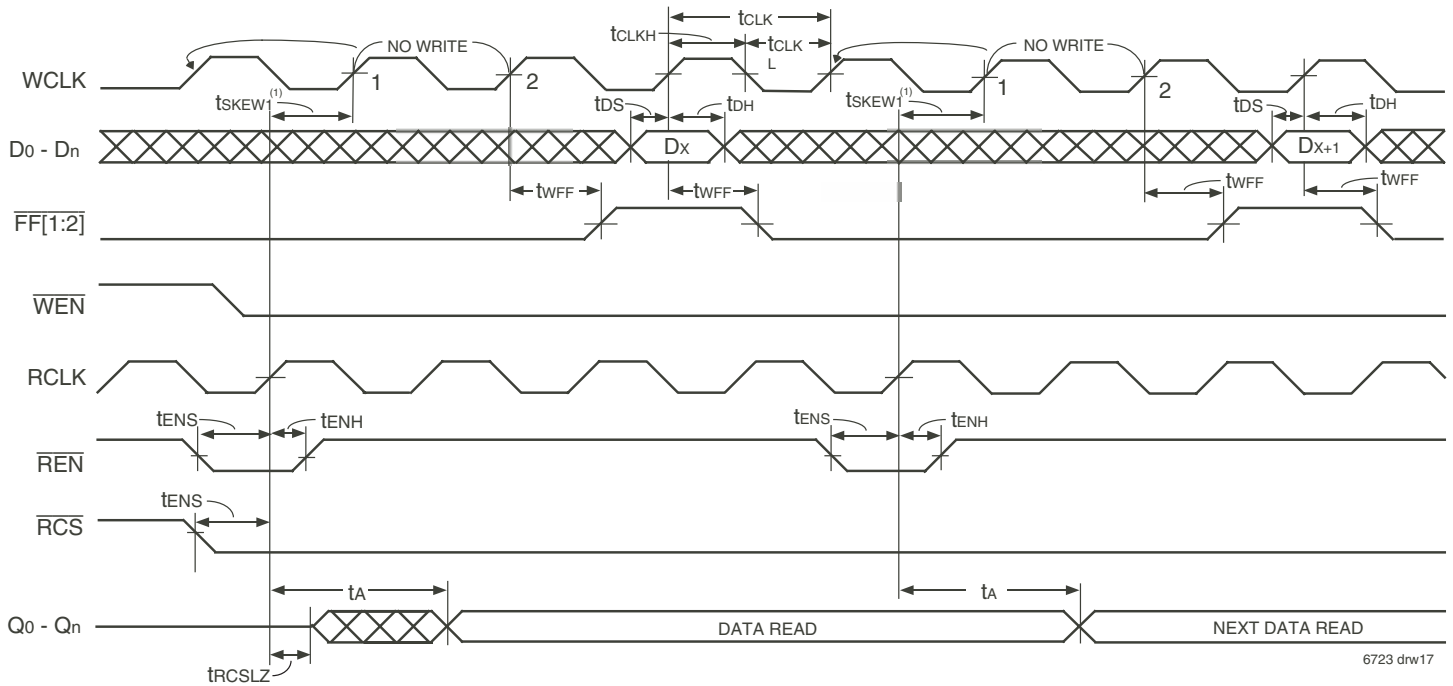 tCLK
tCLKH
tCLK
L
NO WRITE
NO WRITE
WCLK
1
2
1
2
tSKEW1(1)
tDS
tDH
tSKEW1(1)
tDS
tDH
D0 - Dn
DX
DX+1
tWFF
tWFF
tWFF
tWFF
FF[1:2]
WEN
RCLK
tENS
tENH
tENS
tENH
REN
tENS
RCS
tA
tA
Q0 - Qn
DATA READ
NEXT DATA READ
tRCSLZ
6723 drw17